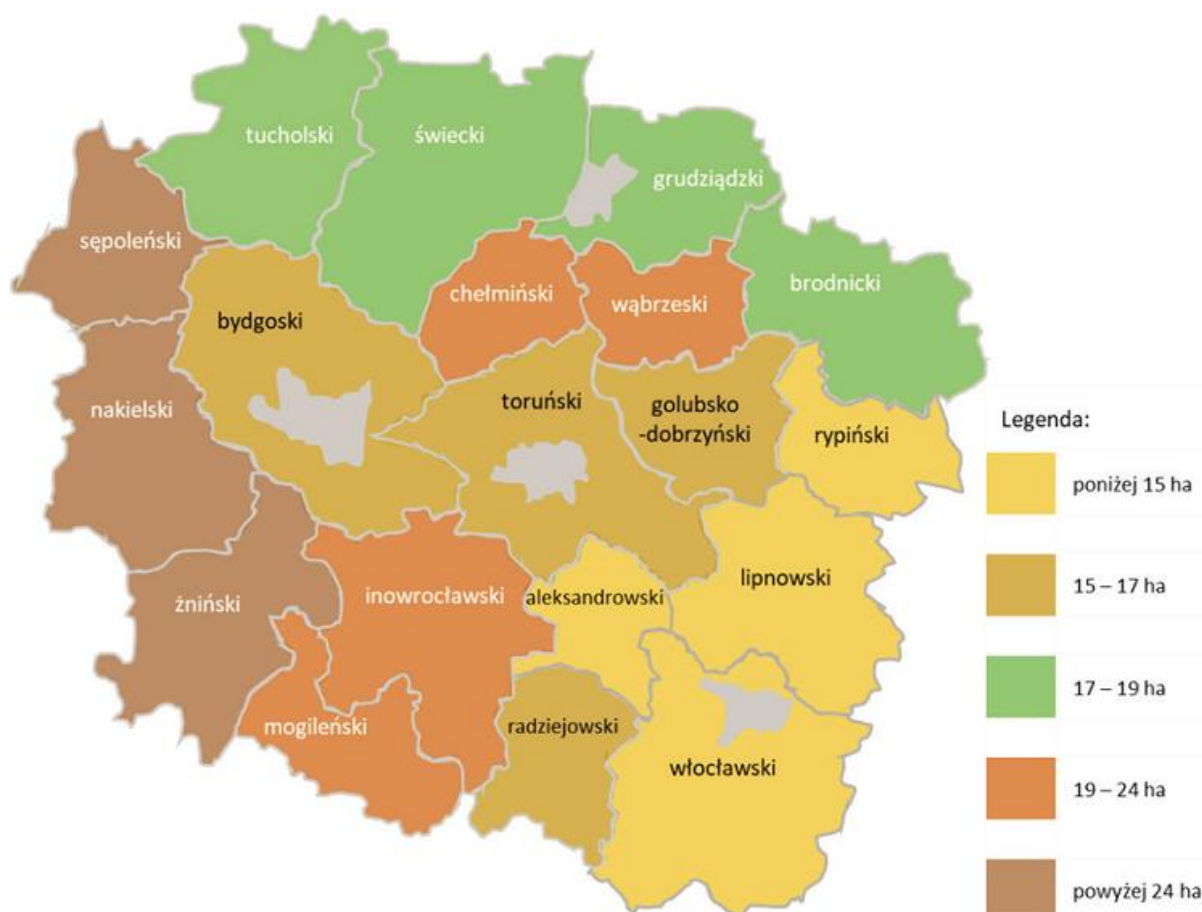 tucholski
świecki
grudziądzki
sępoleński
chełmiński
wąbrzeski
brodnicki
bydgoski
nakielski
toruński
golubsko
-dobrzyński
rypiński
żniński
inowrocławski
aleksandrowski
lipnowski
mogileński
radziejowski
włocławski
Legenda:
poniżej 15 ha
15 – 17 ha
17 – 19 ha
19 – 24 ha
powyżej 24 ha